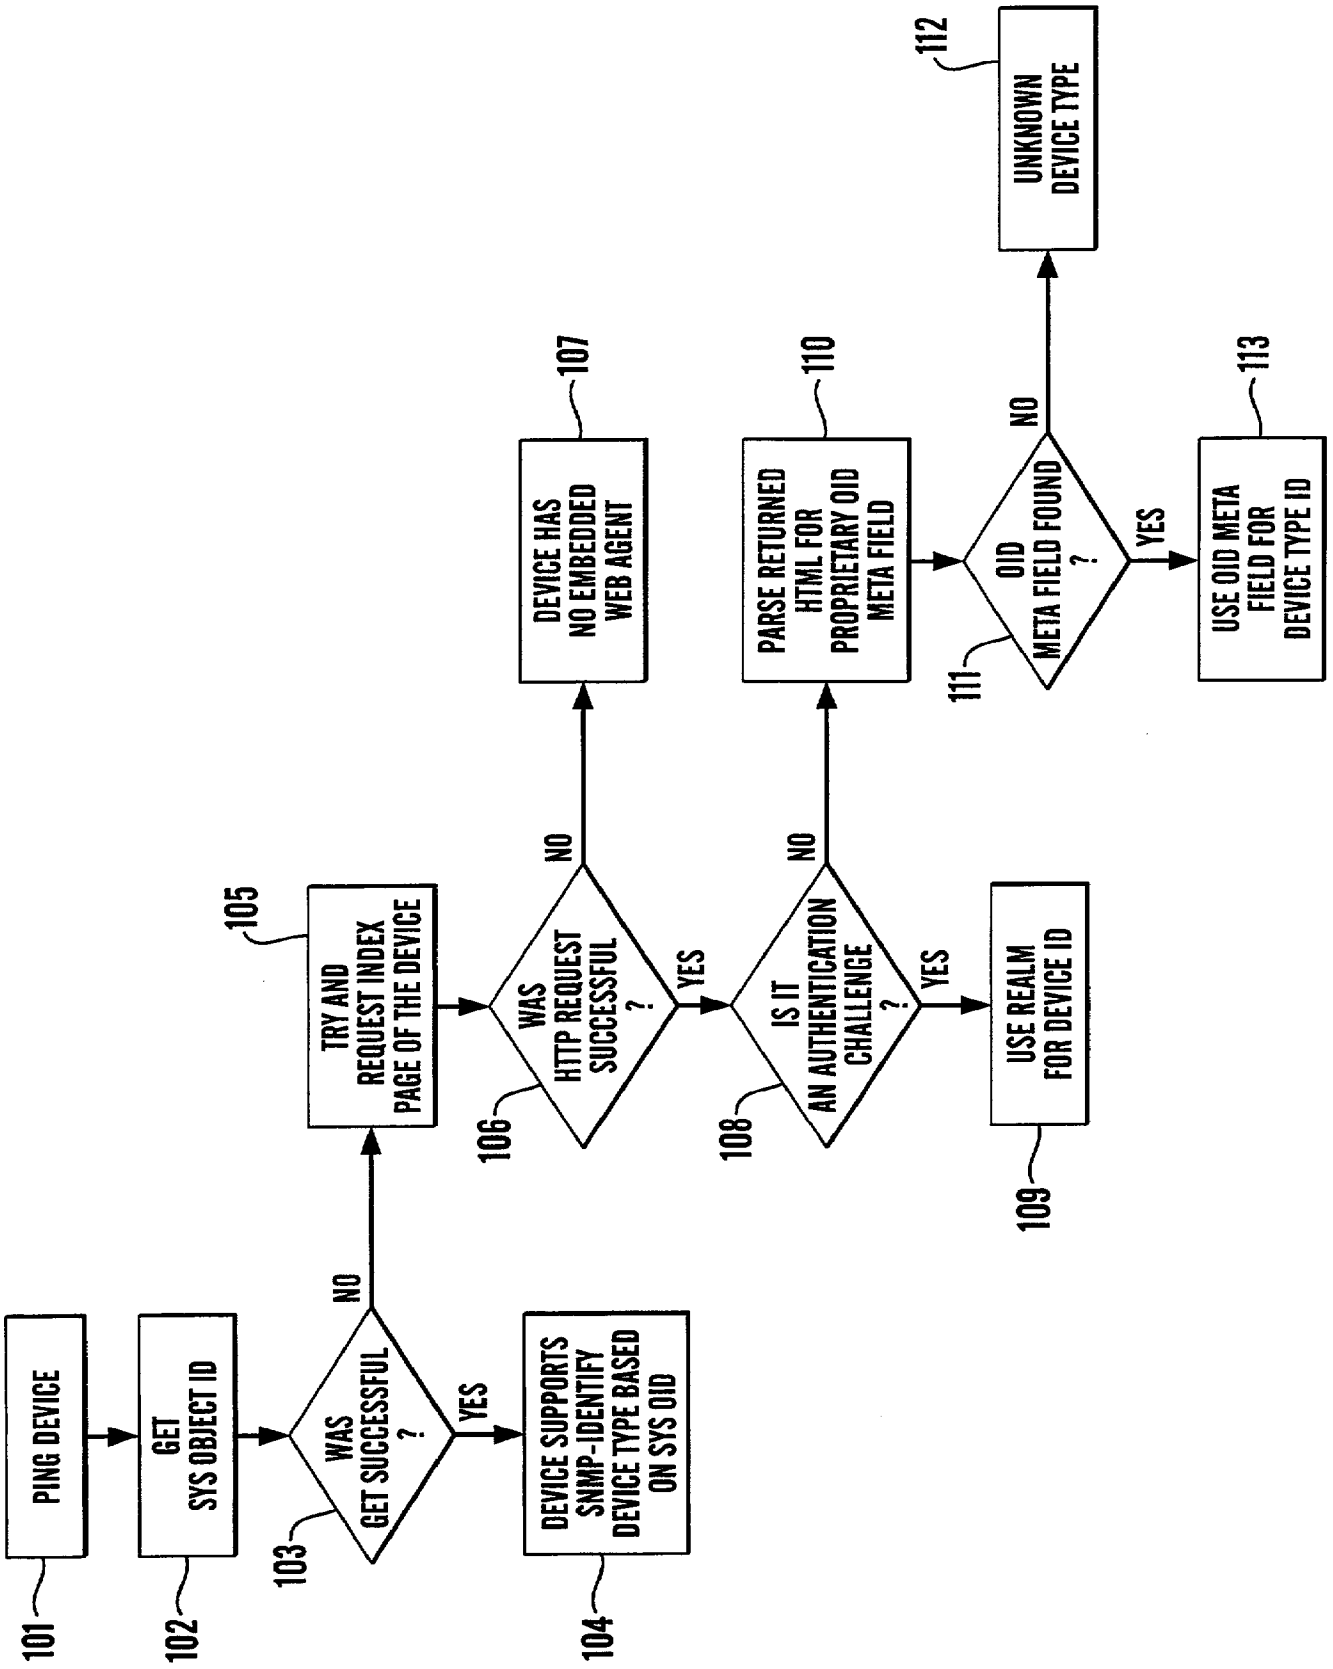 101
PING DEVICE
102
GET
SYS OBJECT ID
103
WAS
GET SUCCESSFUL
?
NO
YES
104
DEVICE SUPPORTS
SNMP-IDENTIFY
DEVICE TYPE BASED
ON SYS OID
105
TRY AND
REQUEST INDEX
PAGE OF THE DEVICE
106
WAS
HTTP REQUEST
SUCCESSFUL
?
NO
YES
107
DEVICE HAS
NO EMBEDDED
WEB AGENT
108
IS IT
AN AUTHENTICATION
CHALLENGE
?
NO
YES
109
USE REALM
FOR DEVICE ID
110
PARSE RETURNED
HTML FOR
PROPRIETARY OID
META FIELD
111
OID
META FIELD FOUND
?
NO
YES
112
UNKNOWN
DEVICE TYPE
113
USE OID META
FIELD FOR
DEVICE TYPE ID